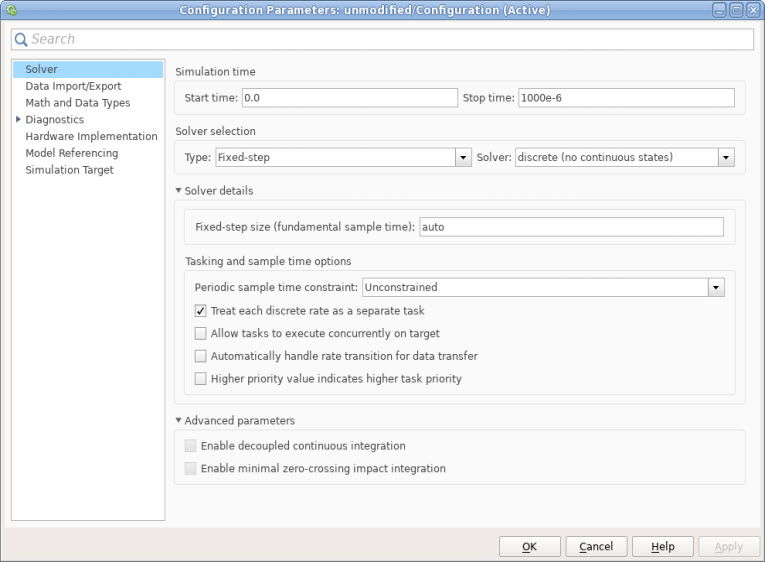 Configuration Parameters: unmodified/Configuration (Active)
Search
Solver
Data Import/Export
Math and Data Types
Diagnostics
Hardware Implementation
Model Referencing
Simulation Target
Simulation time
Start time: 0.0 Stop time: 1000e-6
Solver selection
Type: Fixed-step Solver: discrete (no continuous states)
Solver details
Fixed-step size (fundamental sample time): auto
Tasking and sample time options
Periodic sample time constraint: Unconstrained
Treat each discrete rate as a separate task
Allow tasks to execute concurrently on target
Automatically handle rate transition for data transfer
Higher priority value indicates higher task priority
Advanced parameters
Enable decoupled continuous integration
Enable minimal zero-crossing impact integration
OK Cancel Help Apply